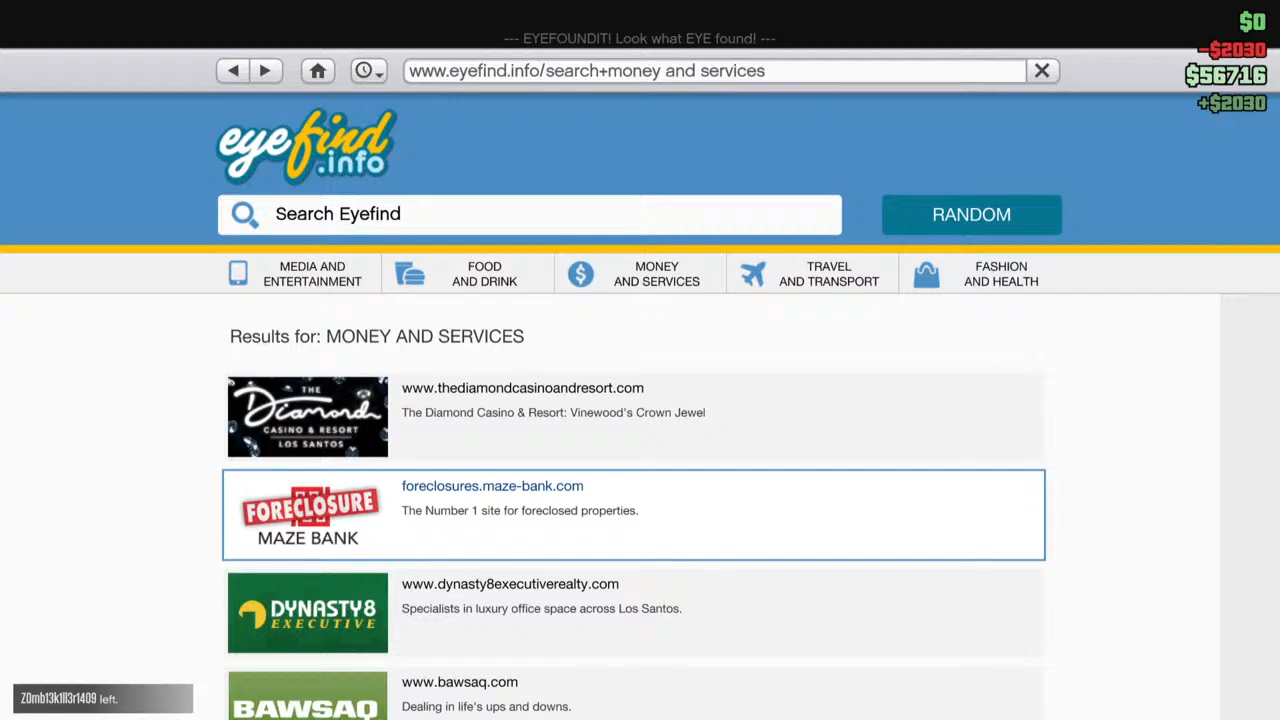 $0
--- EYEFOUNDIT! Look what EYE found! ---
-$2030
www.eyefind.info/search+money and services
$56716
+$2030
eyefind
.info
Search Eyefind
RANDOM
MEDIA AND
ENTERTAINMENT
FOOD
AND DRINK
MONEY
AND SERVICES
TRAVEL
AND TRANSPORT
FASHION
AND HEALTH
Results for: MONEY AND SERVICES
THE
Diamond
CASINO & RESORT
LOS SANTOS
www.thediamondcasinoandresort.com
The Diamond Casino & Resort: Vinewood's Crown Jewel
FORECLOSURE
MAZE BANK
foreclosures.maze-bank.com
The Number 1 site for foreclosed properties.
DYNASTY8
EXECUTIVE
www.dynasty8executiverealty.com
Specialists in luxury office space across Los Santos.
BAWSAQ
www.bawsaq.com
Dealing in life's ups and downs.
Z0mb13k1ll3r1409 left.